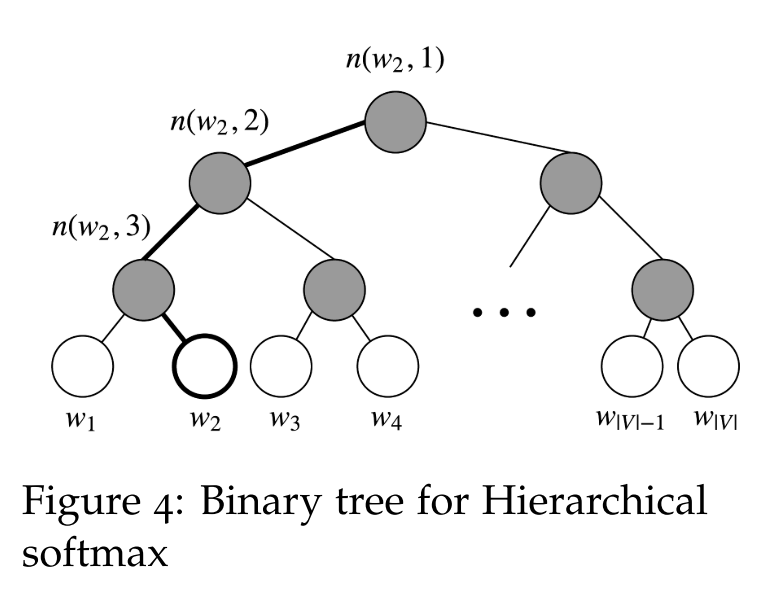 n(w₂, 1)
n(w₂, 2)
n(w₂, 3)
• • •
w₁ w₂ w₃ w₄ w|V|−1 w|V|
Figure 4: Binary tree for Hierarchical
softmax